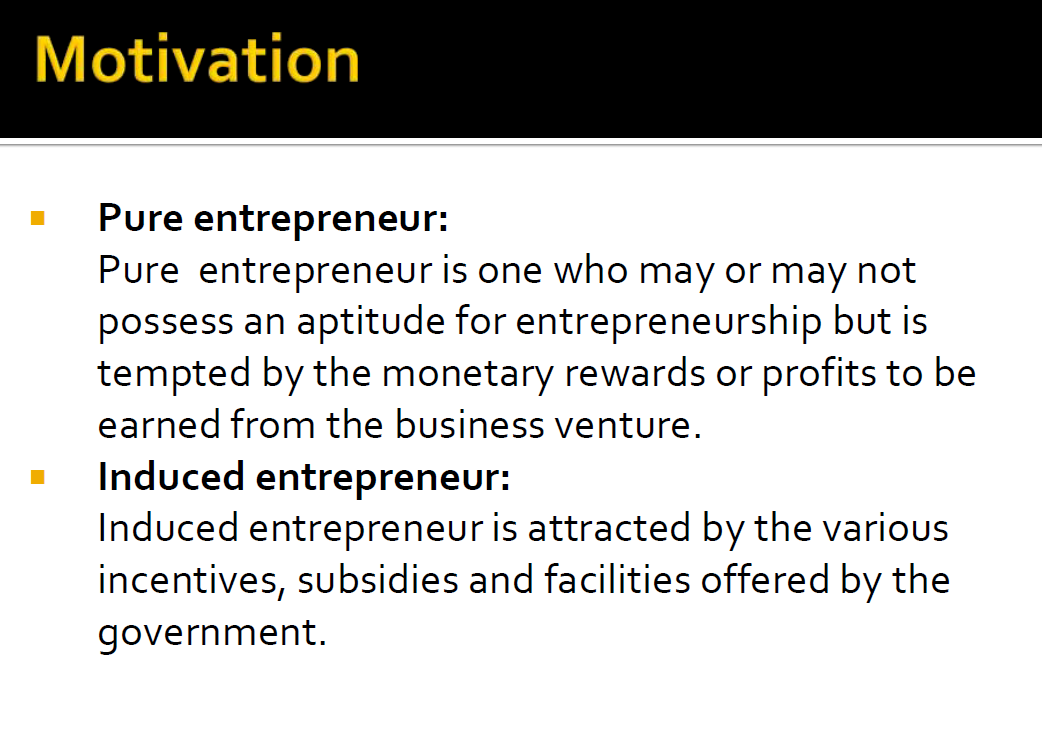 Motivation
Pure entrepreneur:
Pure entrepreneur is one who may or may not
possess an aptitude for entrepreneurship but is
tempted by the monetary rewards or profits to be
earned from the business venture.
Induced entrepreneur:
Induced entrepreneur is attracted by the various
incentives, subsidies and facilities offered by the
government.